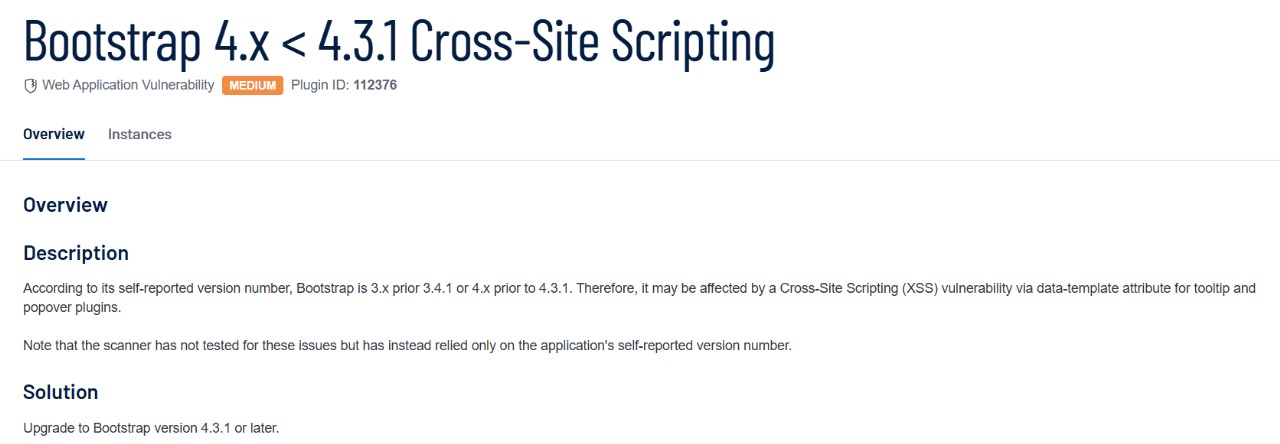 Bootstrap 4.x < 4.3.1 Cross-Site Scripting
Web Application Vulnerability MEDIUM Plugin ID: 112376
Overview Instances
Overview
Description
According to its self-reported version number, Bootstrap is 3.x prior 3.4.1 or 4.x prior to 4.3.1. Therefore, it may be affected by a Cross-Site Scripting (XSS) vulnerability via data-template attribute for tooltip and
popover plugins.
Note that the scanner has not tested for these issues but has instead relied only on the application's self-reported version number.
Solution
Upgrade to Bootstrap version 4.3.1 or later.